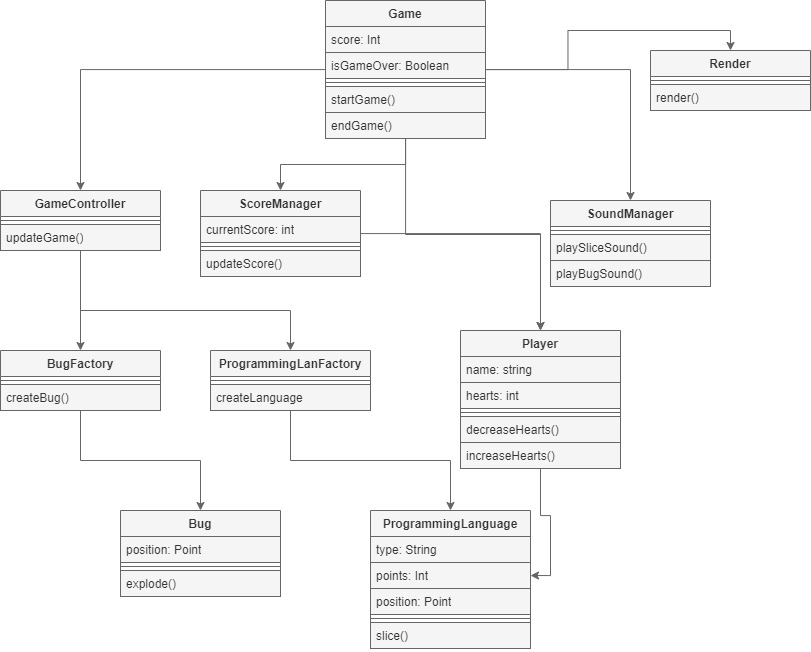 Game
score: Int
isGameOver: Boolean
startGame()
endGame()
Render
render()
GameController
updateGame()
ScoreManager
currentScore: int
updateScore()
SoundManager
playSliceSound()
playBugSound()
BugFactory
createBug()
ProgrammingLanFactory
createLanguage
Player
name: string
hearts: int
decreaseHearts()
increaseHearts()
Bug
position: Point
explode()
ProgrammingLanguage
type: String
points: Int
position: Point
slice()